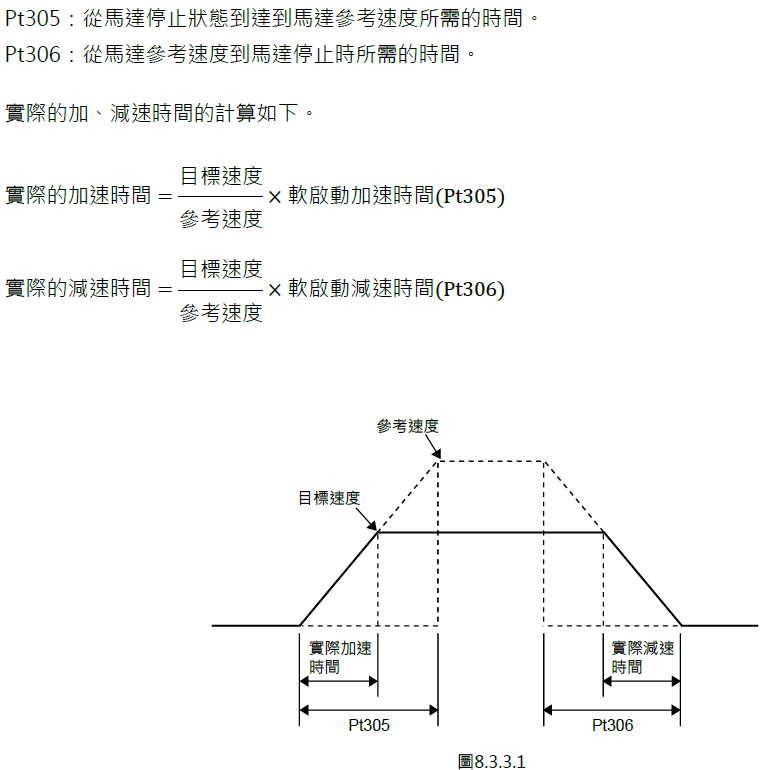 Pt305：從馬達停止狀態到達到馬達參考速度所需的時間。
Pt306：從馬達參考速度到馬達停止時所需的時間。
實際的加、減速時間的計算如下。
實際的加速時間 = 目標速度/參考速度 × 軟啟動加速時間(Pt305)
實際的減速時間 = 目標速度/參考速度 × 軟啟動減速時間(Pt306)
參考速度
目標速度
實際加速
時間
實際減速
時間
Pt305
Pt306
圖8.3.3.1